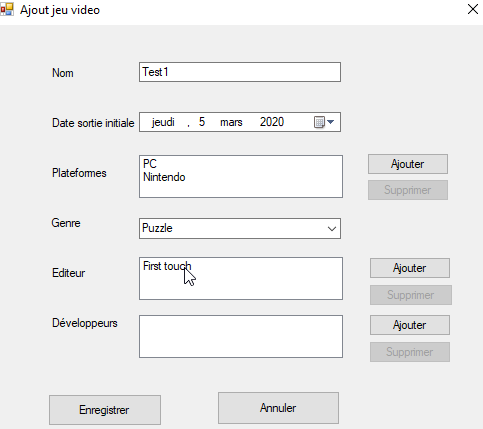 Ajout jeu video
Nom
Test1
Date sortie initiale
jeudi , 5 mars 2020
Plateformes
PC
Nintendo
Ajouter
Supprimer
Genre
Puzzle
Editeur
First touch
Ajouter
Supprimer
Développeurs
Ajouter
Supprimer
Enregistrer
Annuler